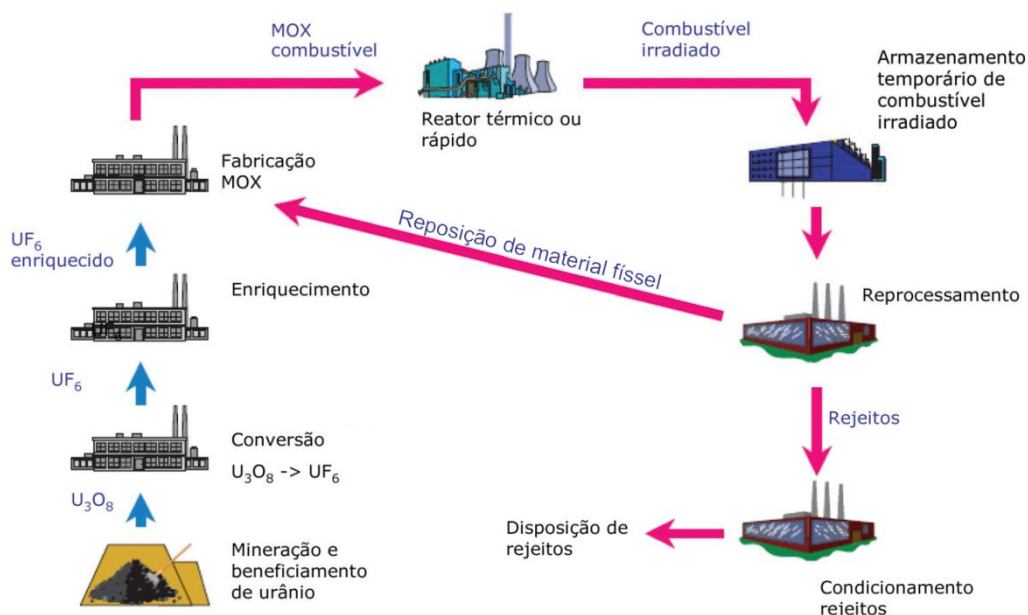 MOX
combustível
Combustível
irradiado
Armazenamento
temporário de
combustível
irradiado
Reator térmico ou
rápido
Fabricação
MOX
Reposição de material físsel
UF6
enriquecido
Enriquecimento
Reprocessamento
UF6
Rejeitos
Conversão
U3O8 -> UF6
U3O8
Mineração e
beneficiamento
de urânio
Disposição de
rejeitos
Condicionamento
rejeitos